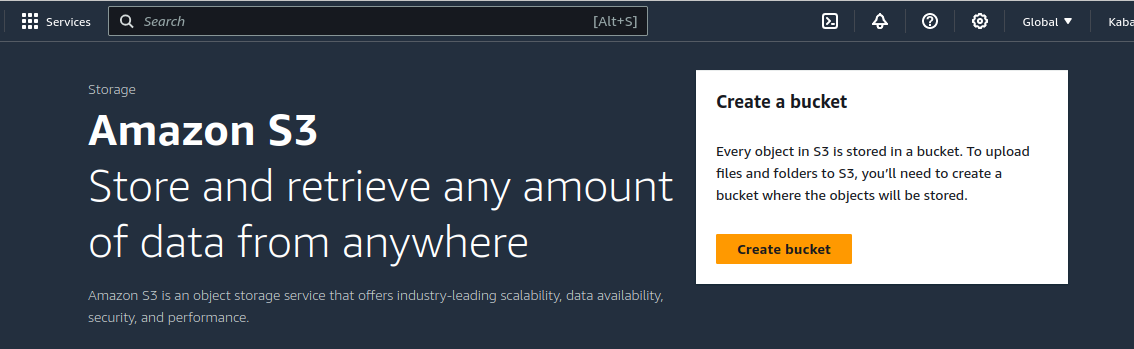 Services
Search
[Alt+S]
Global
Kaba
Storage
Amazon S3
Store and retrieve any amount
of data from anywhere
Amazon S3 is an object storage service that offers industry-leading scalability, data availability,
security, and performance.
Create a bucket
Every object in S3 is stored in a bucket. To upload
files and folders to S3, you’ll need to create a
bucket where the objects will be stored.
Create bucket